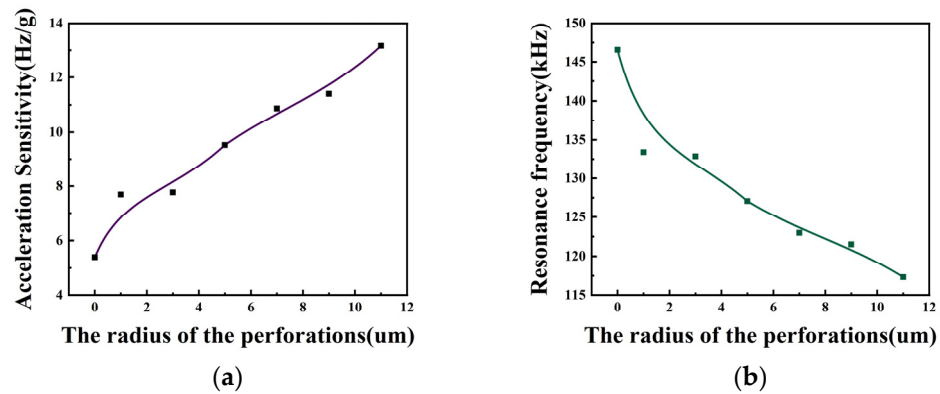 Acceleration Sensitivity(Hz/g)
14
12
10
8
6
4
0 2 4 6 8 10 12
The radius of the perforations(um)
(a)
Resonance frequency(kHz)
150
145
140
135
130
125
120
115
0 2 4 6 8 10 12
The radius of the perforations(um)
(b)